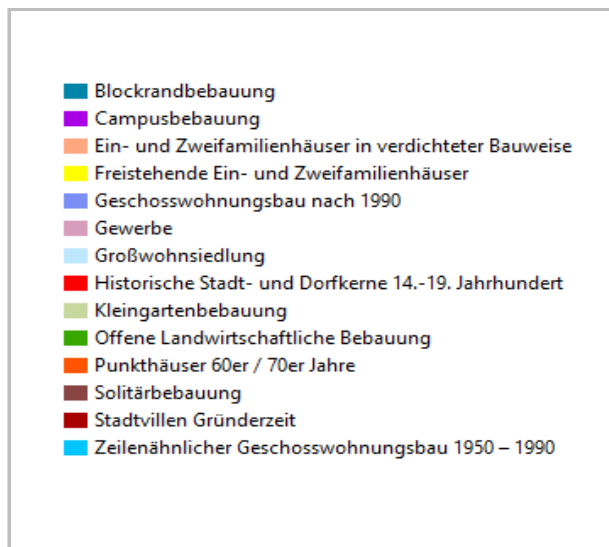 Blockrandbebauung
Campusbebauung
Ein- und Zweifamilienhäuser in verdichteter Bauweise
Freistehende Ein- und Zweifamilienhäuser
Geschosswohnungsbau nach 1990
Gewerbe
Großwohnsiedlung
Historische Stadt- und Dorfkerne 14.-19. Jahrhundert
Kleingartenbebauung
Offene Landwirtschaftliche Bebauung
Punkthäuser 60er / 70er Jahre
Solitärbebauung
Stadtvillen Gründerzeit
Zeilenähnlicher Geschosswohnungsbau 1950 – 1990